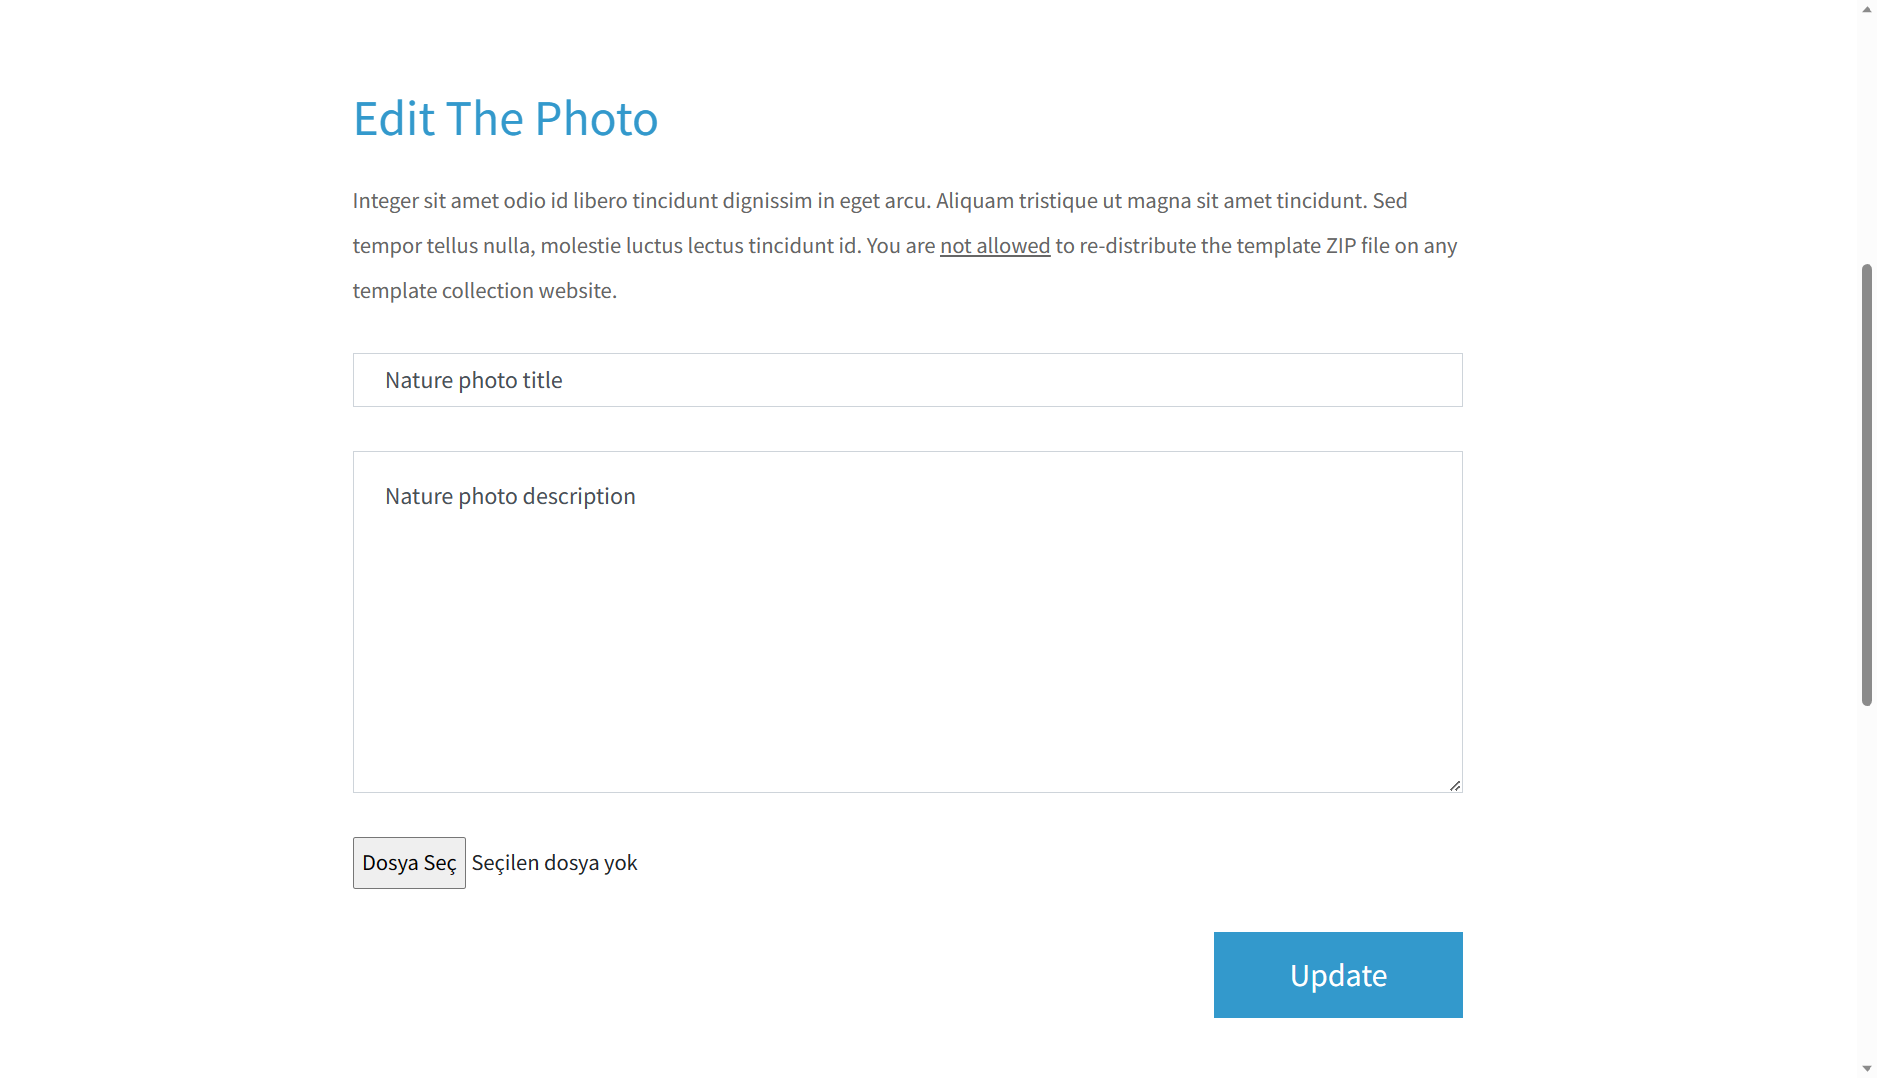 Edit The Photo
Integer sit amet odio id libero tincidunt dignissim in eget arcu. Aliquam tristique ut magna sit amet tincidunt. Sed
tempor tellus nulla, molestie luctus lectus tincidunt id. You are not allowed to re-distribute the template ZIP file on any
template collection website.
Nature photo title
Nature photo description
Dosya Seç Seçilen dosya yok
Update